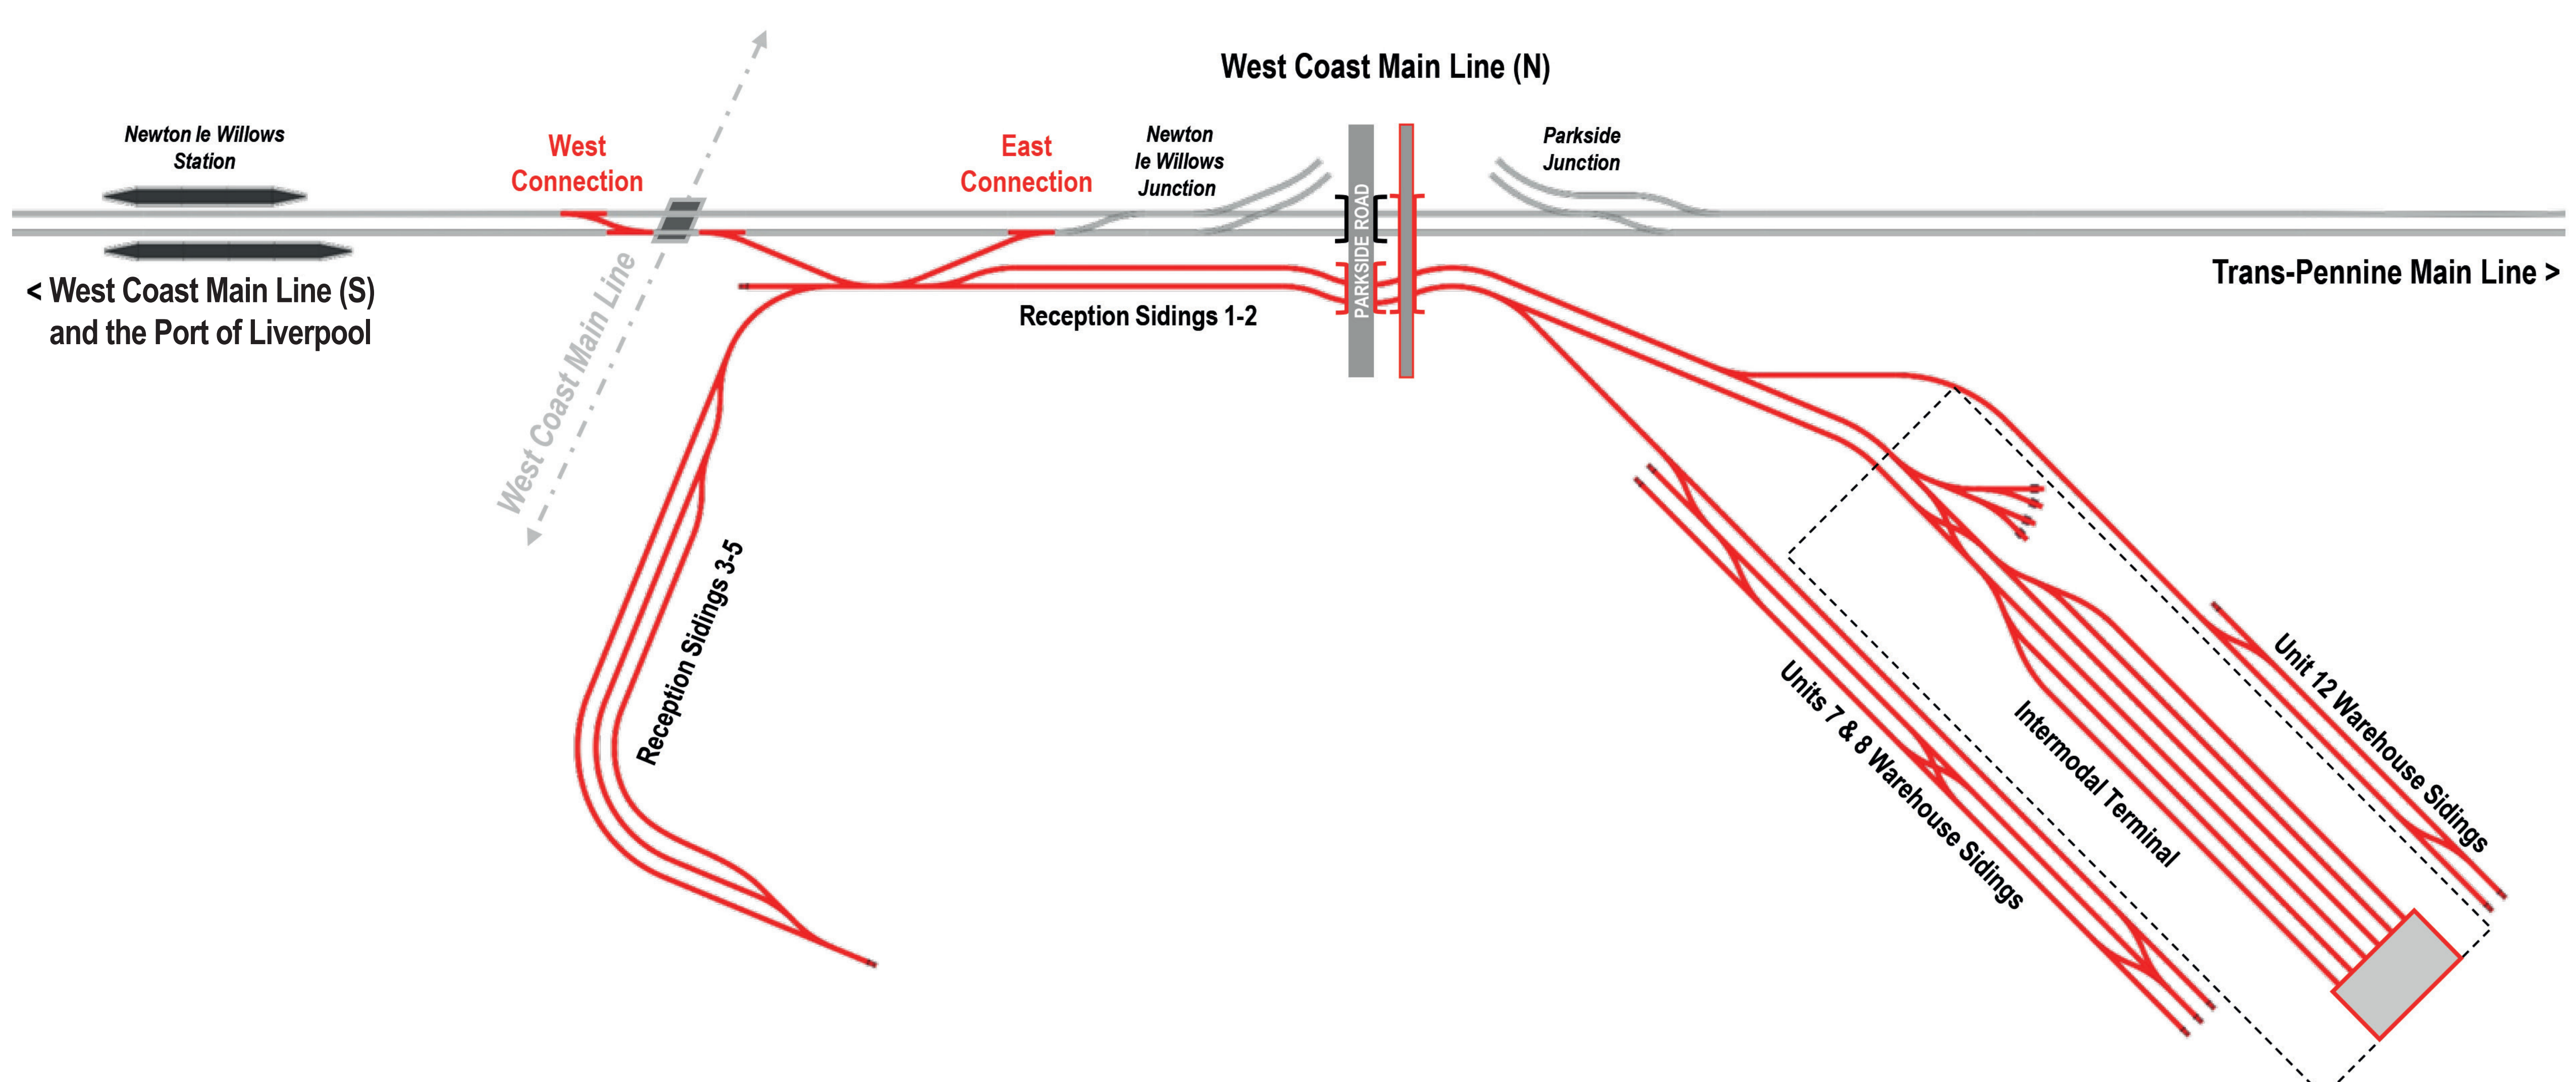 West Coast Main Line (N)
Newton le Willows
Station
West
Connection
East
Connection
Newton
le Willows
Junction
PARKSIDE ROAD
Parkside
Junction
< West Coast Main Line (S)
and the Port of Liverpool
West Coast Main Line
Reception Sidings 1-2
Trans-Pennine Main Line >
Reception Sidings 3-5
Units 7 & 8 Warehouse Sidings
Intermodal Terminal
Unit 12 Warehouse Sidings